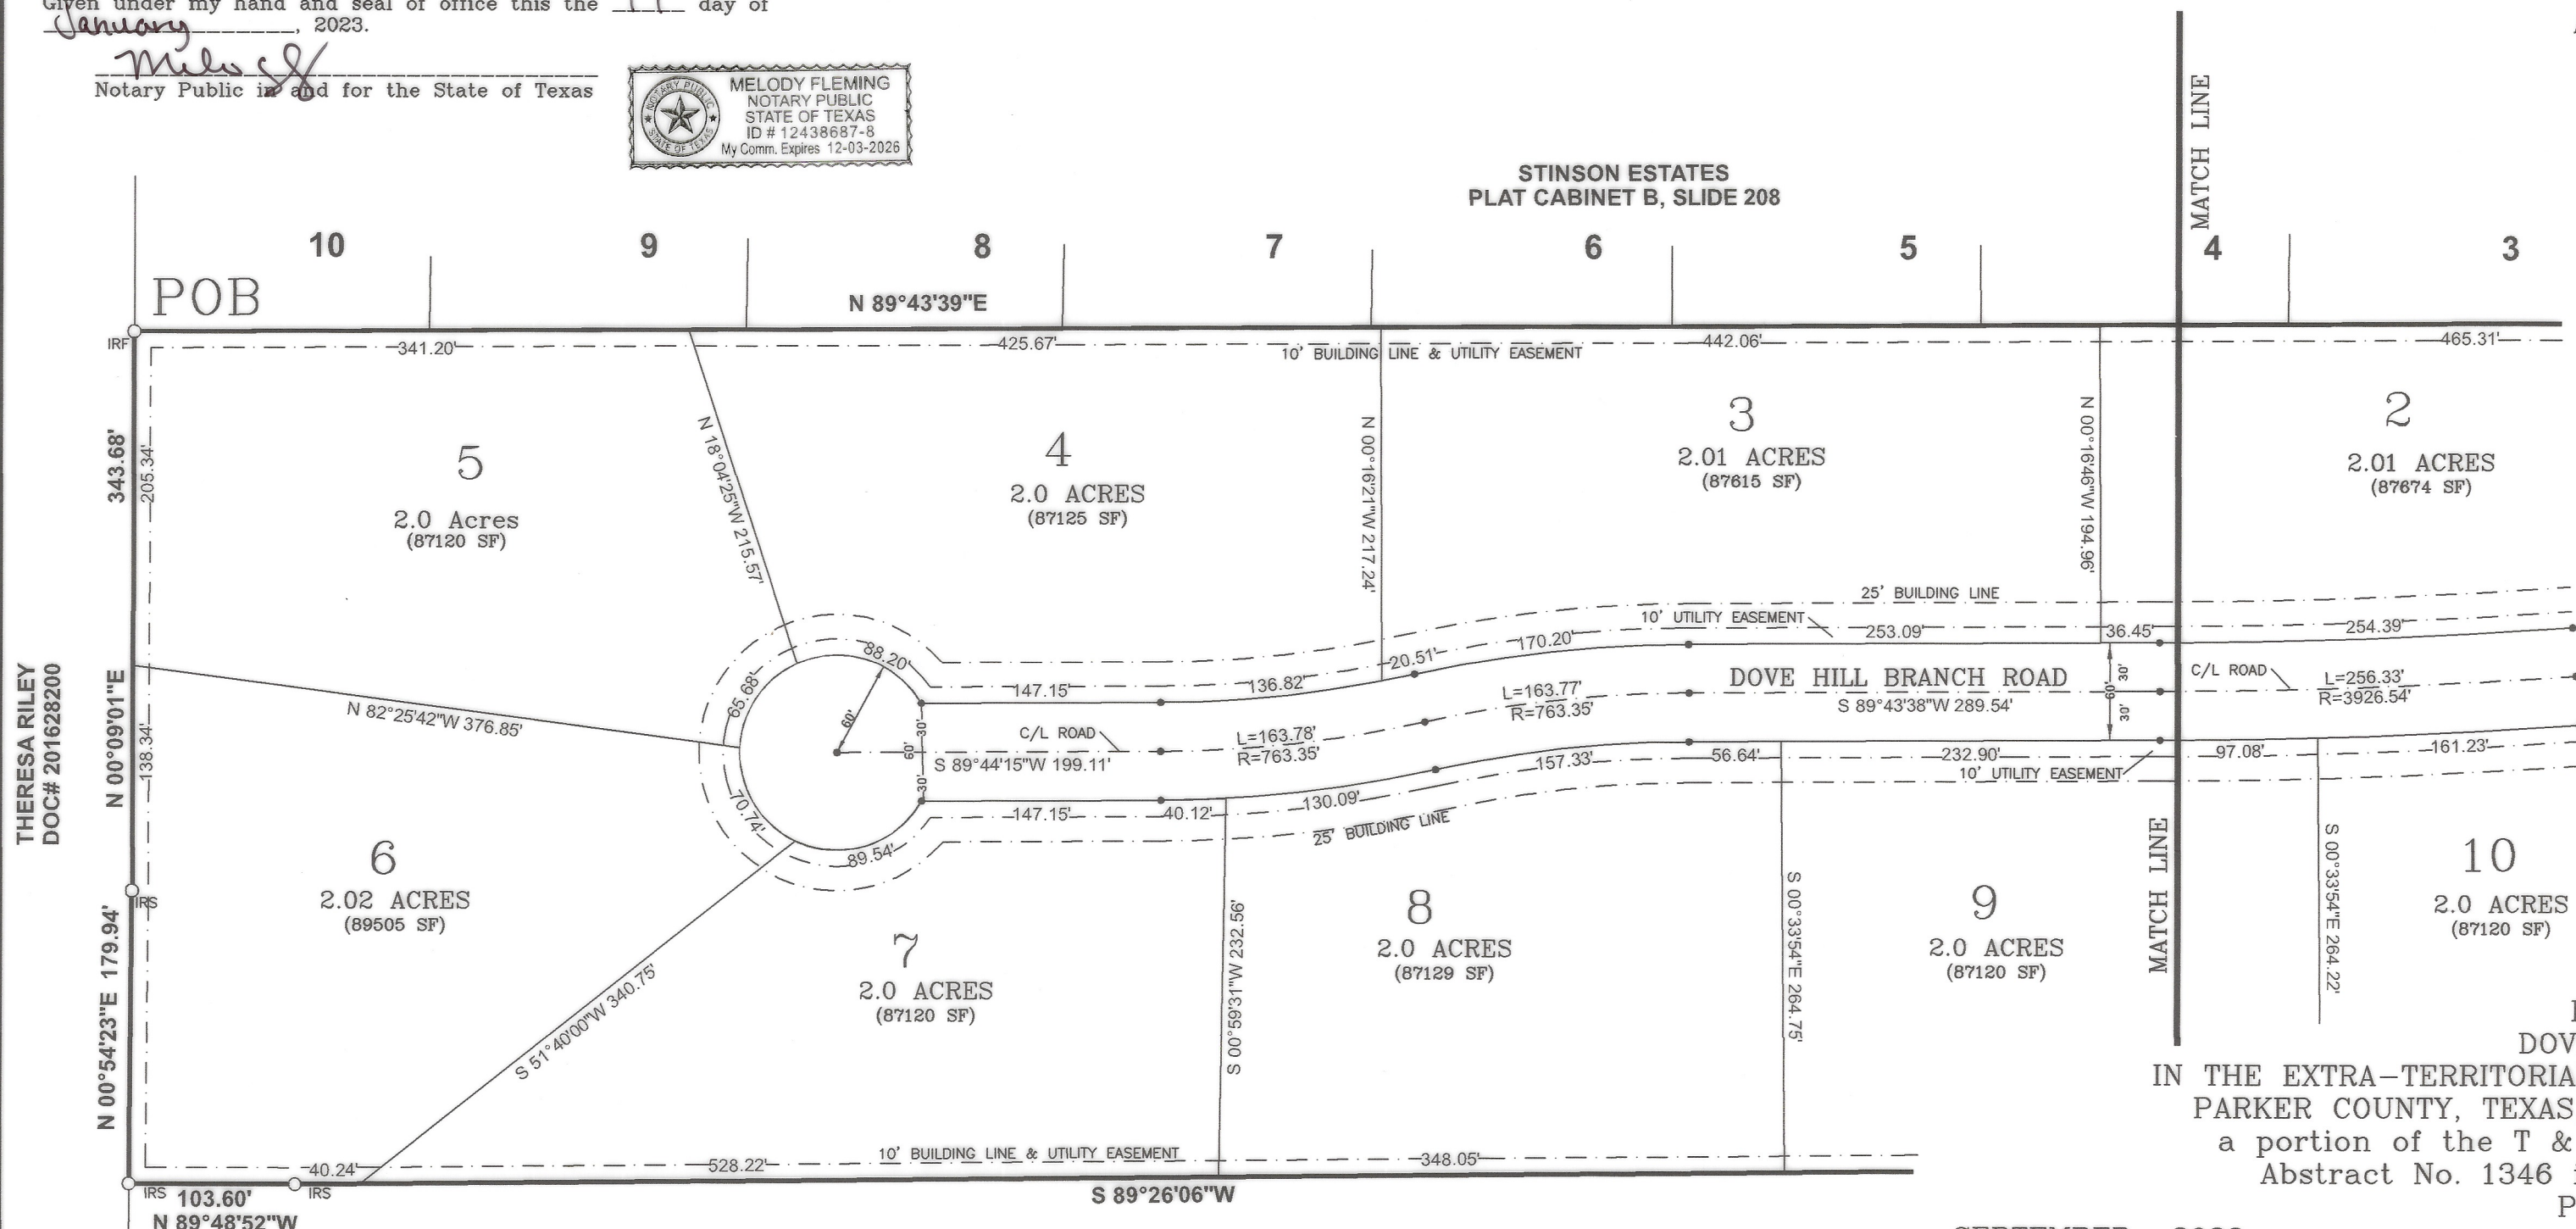 Given under my hand and seal of office this the ____ day of
January, 2023.
Notary Public in and for the State of Texas
MELODY FLEMING
NOTARY PUBLIC
STATE OF TEXAS
ID # 12438687-8
My Comm. Expires 12-03-2026
NOTARY PUBLIC
STATE OF TEXAS
STINSON ESTATES
PLAT CABINET B, SLIDE 208
MATCH LINE
10 9 8 7 6 5 4 3
POB
N 89°43'39"E
IRF
341.20' 425.67' 442.06' 465.31'
10' BUILDING LINE & UTILITY EASEMENT
343.68'
205.34'
N 18°04'25"W 215.57'
N 00°16'21"W 217.24'
N 00°16'46"W 194.96'
5
2.0 Acres
(87120 SF)
4
2.0 ACRES
(87125 SF)
3
2.01 ACRES
(87615 SF)
2
2.01 ACRES
(87674 SF)
25' BUILDING LINE
10' UTILITY EASEMENT
THERESA RILEY
DOC# 201628200
N 00°09'01"E
138.34'
N 82°25'42"W 376.85'
65.68'
88.20'
60'
30'
60'
30'
147.15' 136.82' 20.51' 170.20' 253.09' 36.45' 254.39'
DOVE HILL BRANCH ROAD
S 89°43'38"W 289.54'
30'
60'
30'
C/L ROAD
L=256.33'
R=3926.54'
C/L ROAD
S 89°44'15"W 199.11'
L=163.78'
R=763.35'
L=163.77'
R=763.35'
70.74'
89.54'
147.15' 40.12' 130.09' 157.33' 56.64' 232.90' 97.08' 161.23'
10' UTILITY EASEMENT
25' BUILDING LINE
MATCH LINE
6
2.02 ACRES
(89505 SF)
7
2.0 ACRES
(87120 SF)
8
2.0 ACRES
(87129 SF)
9
2.0 ACRES
(87120 SF)
10
2.0 ACRES
(87120 SF)
IRS
N 00°54'23"E 179.94'
S 51°40'00"W 340.75'
S 00°59'31"W 232.56'
S 00°33'54"E 264.75'
S 00°33'54"E 264.22'
40.24' 528.22' 348.05'
10' BUILDING LINE & UTILITY EASEMENT
IRS 103.60' IRS
N 89°48'52"W
S 89°26'06"W
DOV
IN THE EXTRA-TERRITORIA
PARKER COUNTY, TEXAS
a portion of the T &
Abstract No. 1346
P